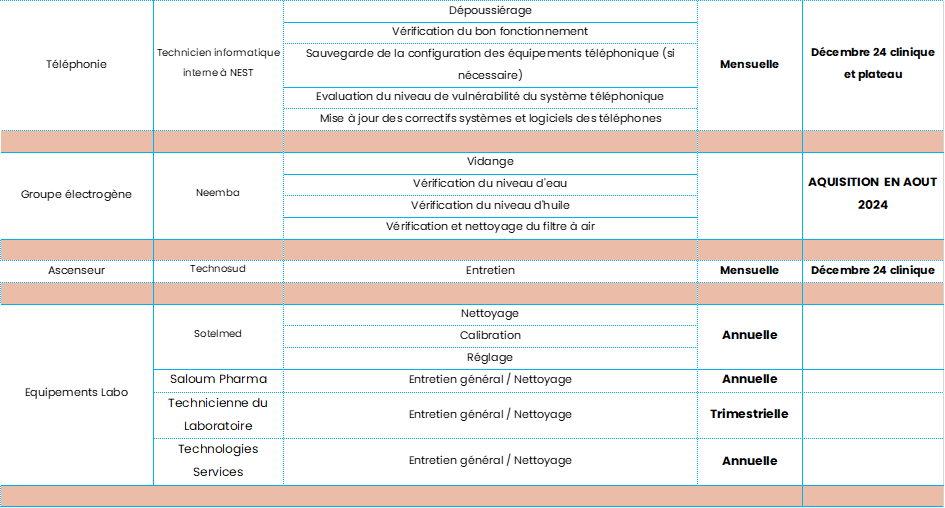 Téléphonie
Technicien informatique
interne à NEST
Dépoussiérage
Vérification du bon fonctionnement
Sauvegarde de la configuration des équipements téléphonique (si
nécessaire)
Evaluation du niveau de vulnérabilité du système téléphonique
Mise à jour des correctifs systèmes et logiciels des téléphones
Mensuelle
Décembre 24 clinique
et plateau
Groupe électrogène
Neemba
Vidange
Vérification du niveau d'eau
Vérification du niveau d'huile
Vérification et nettoyage du filtre à air
AQUISITION EN AOUT
2024
Ascenseur
Technosud
Entretien
Mensuelle
Décembre 24 clinique
Equipements Labo
Sotelmed
Nettoyage
Calibration
Réglage
Annuelle
Saloum Pharma
Entretien général / Nettoyage
Annuelle
Technicienne du
Laboratoire
Entretien général / Nettoyage
Trimestrielle
Technologies
Services
Entretien général / Nettoyage
Annuelle